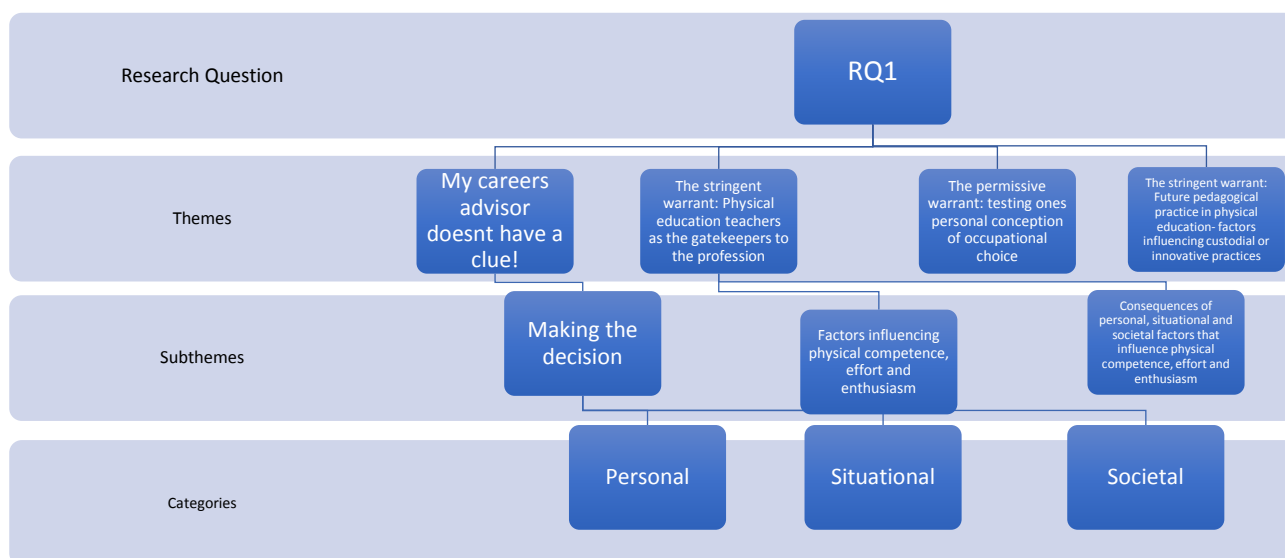 Research Question
RQ1
Themes
My careers
advisor
doesnt have a
clue!
The stringent
warrant: Physical
education teachers
as the gatekeepers to
the profession
The permissive
warrant: testing ones
personal conception
of occupational
choice
The stringent warrant:
Future pedagogical
practice in physical
education- factors
influencing custodial or
innovative practices
Subthemes
Making the
decision
Factors influencing
physical competence,
effort and
enthusiasm
Consequences of
personal, situational and
societal factors that
influence physical
competence, effort and
enthusiasm
Categories
Personal
Situational
Societal